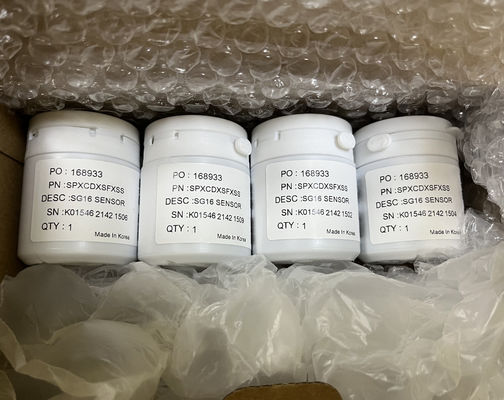 PO : 168933
PN :SPXCDXSFXSS
DESC :SG16 SENSOR
SN :K01546 2142 1506
QTY : 1
Made In Korea
PO : 168933
PN :SPXCDXSFXSS
DESC :SG16 SENSOR
SN :K01546 2142 1509
QTY : 1
Made In Korea
PO : 168933
PN :SPXCDXSFXSS
DESC :SG16 SENSOR
SN :K01546 2142 1502
QTY : 1
Made In Korea
PO : 168933
PN :SPXCDXSFXSS
DESC :SG16 SENSOR
SN :K01546 2142 1504
QTY : 1
Made In Korea